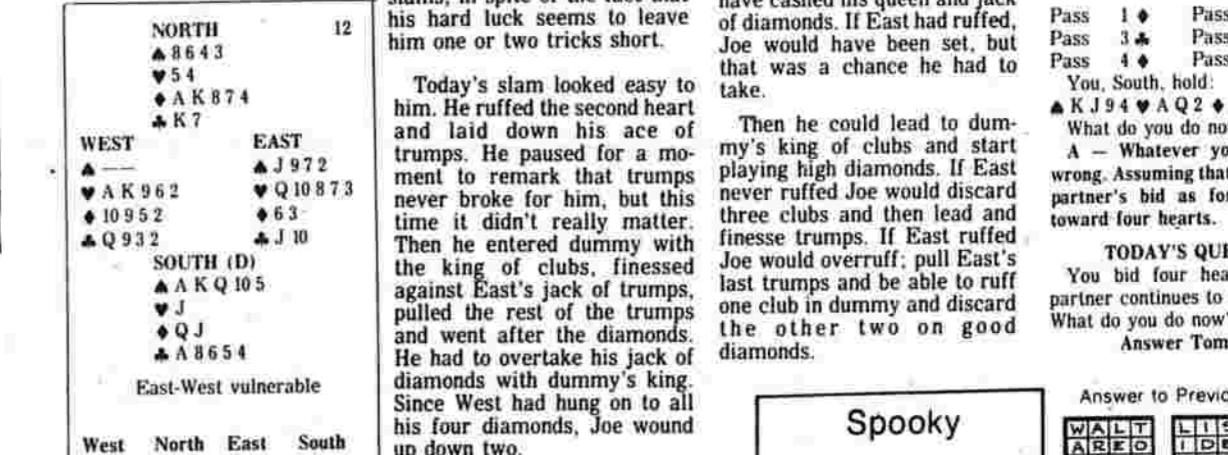 NORTH 12
♠ 8 6 4 3
♥ 5 4
♦ A K 8 7 4
♣ K 7
WEST EAST
♠ —— ♠ J 9 7 2
♥ A K 9 6 2 ♥ Q 10 8 7 3
♦ 10 9 5 2 ♦ 6 3
♣ Q 9 3 2 ♣ J 10
SOUTH (D)
♠ A K Q 10 5
♥ J
♦ Q J
♣ A 8 6 5 4
East-West vulnerable
West North East South
his hard luck seems to leave
him one or two tricks short.
Today's slam looked easy to
him. He ruffed the second heart
and laid down his ace of
trumps. He paused for a mo-
ment to remark that trumps
never broke for him, but this
time it didn't really matter.
Then he entered dummy with
the king of clubs, finessed
against East's jack of trumps,
pulled the rest of the trumps
and went after the diamonds.
He had to overtake his jack of
diamonds with dummy's king.
Since West had hung on to all
his four diamonds, Joe wound
up down two.
have cashed his queen and jack
of diamonds. If East had ruffed,
Joe would have been set, but
that was a chance he had to
take.
Then he could lead to dum-
my's king of clubs and start
playing high diamonds. If East
never ruffed Joe would discard
three clubs and then lead and
finesse trumps. If East ruffed
Joe would overruff; pull East's
last trumps and be able to ruff
one club in dummy and discard
the other two on good
diamonds.
Spooky
Pass 1 ♦ Pass
Pass 3 ♣ Pass
Pass 4 ♦ Pass
You, South, hold:
♠ K J 9 4 ♥ A Q 2 ♦
What do you do no
A — Whatever yo
wrong. Assuming that
partner's bid as fo
toward four hearts.
TODAY'S QUE
You bid four hea
partner continues to
What do you do now
Answer Tom
Answer to Previo
WALT LIS
AREO IDE